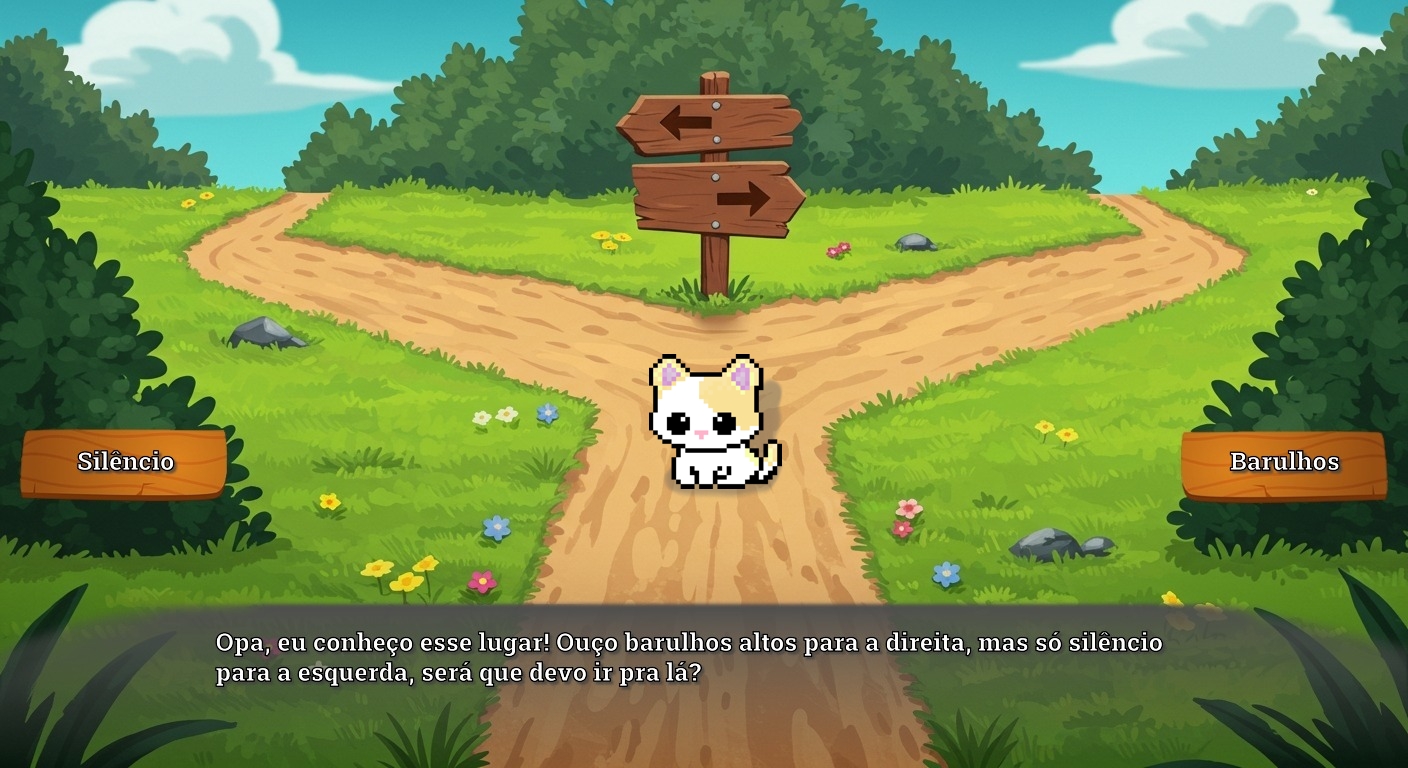 Silêncio
Barulhos
Opa, eu conheço esse lugar! Ouço barulhos altos para a direita, mas só silêncio
para a esquerda, será que devo ir pra lá?